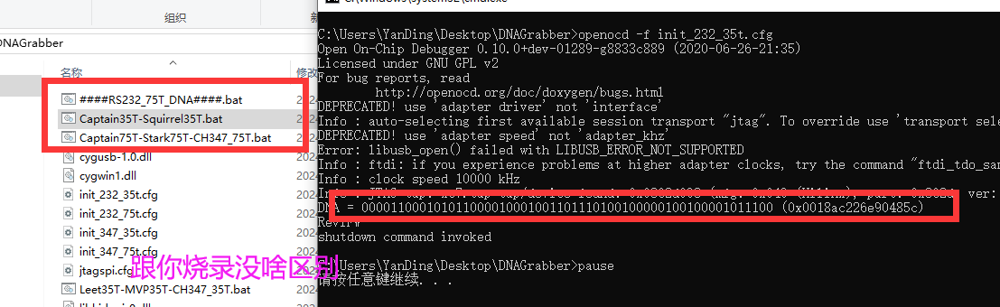 C:\Windows\system32\cmd.exe
组织
DNAGrabber
名称
修改
####RS232_75T_DNA####.bat
202
Captain35T-Squirrel35T.bat
202
Captain75T-Stark75T-CH347_75T.bat
202
cygusb-1.0.dll
202
cygwin1.dll
202
init_232_35t.cfg
202
init_232_75t.cfg
202
init_347_35t.cfg
202
init_347_75t.cfg
202
jtagspi.cfg
202
Leet35T-MVP35T-CH347_35T.bat
202
跟你烧录没啥区别
C:\Users\YanDing\Desktop\DNAGrabber>openocd -f init_232_35t.cfg
Open On-Chip Debugger 0.10.0+dev-01289-g8833c889 (2020-06-26-21:35)
Licensed under GNU GPL v2
For bug reports, read
http://openocd.org/doc/doxygen/bugs.html
DEPRECATED! use 'adapter driver' not 'interface'
Info : auto-selecting first available session transport "jtag". To override use 'transport sel
DEPRECATED! use 'adapter speed' not 'adapter_khz'
Error: libusb_open() failed with LIBUSB_ERROR_NOT_SUPPORTED
Info : ftdi: if you experience problems at higher adapter clocks, try the command "ftdi_tdo_sam
Info : clock speed 10000 kHz
DNA = 000011000101011000010001001101110100100000100100001011100 (0x0018ac226e90485c)
shutdown command invoked
C:\Users\YanDing\Desktop\DNAGrabber>pause
请按任意键继续. . .